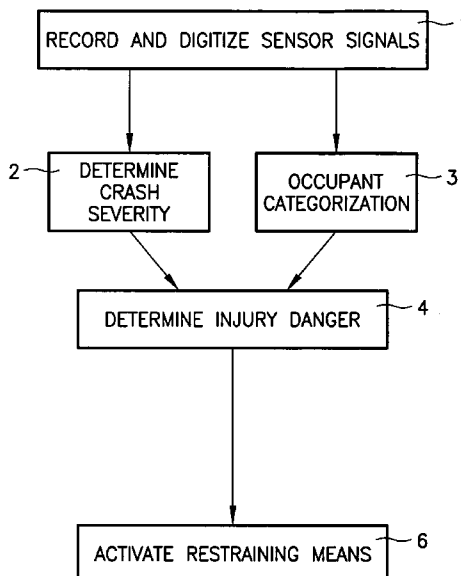 RECORD AND DIGITIZE SENSOR SIGNALS
2
DETERMINE
CRASH
SEVERITY
OCCUPANT
CATEGORIZATION
3
DETERMINE INJURY DANGER
4
ACTIVATE RESTRAINING MEANS
6